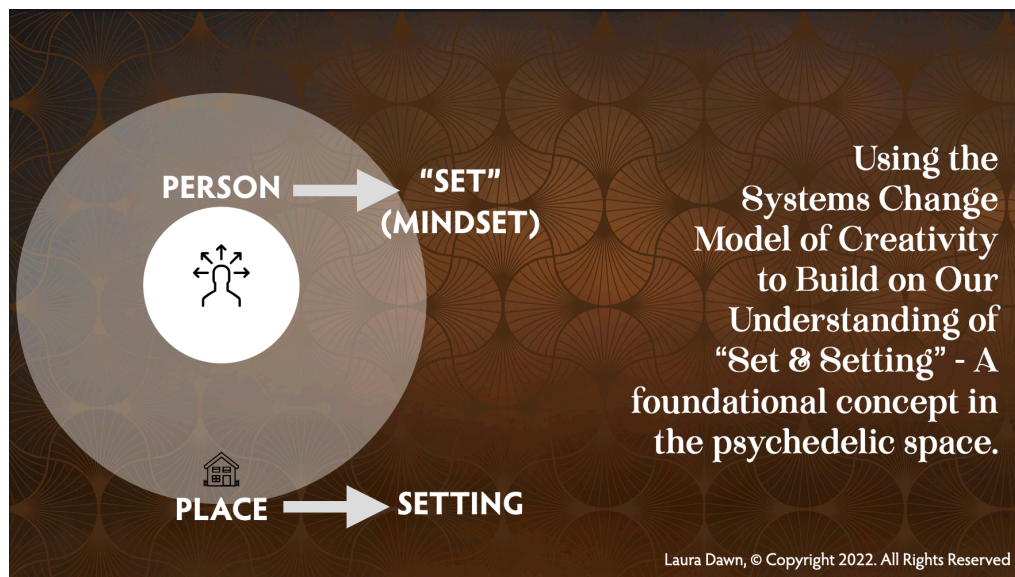 PERSON
“SET”
(MINDSET)
PLACE
SETTING
Using the
Systems Change
Model of Creativity
to Build on Our
Understanding of
“Set & Setting” - A
foundational concept in
the psychedelic space.
Laura Dawn, © Copyright 2022. All Rights Reserved